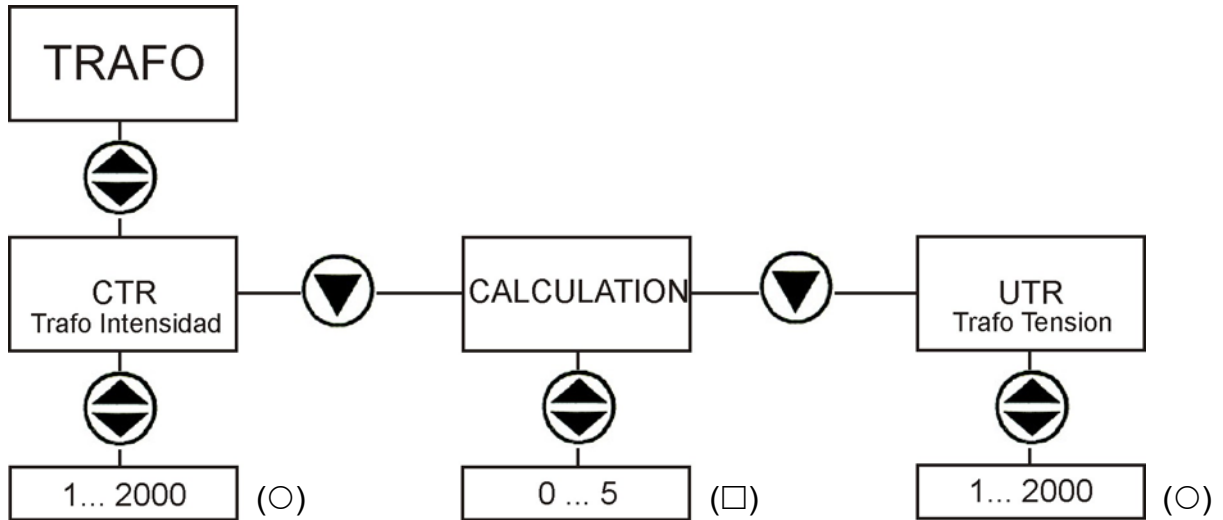 TRAFO
CTR
Trafo Intensidad
CALCULATION
UTR
Trafo Tension
1... 2000 (○)
0 ... 5 (□)
1... 2000 (○)